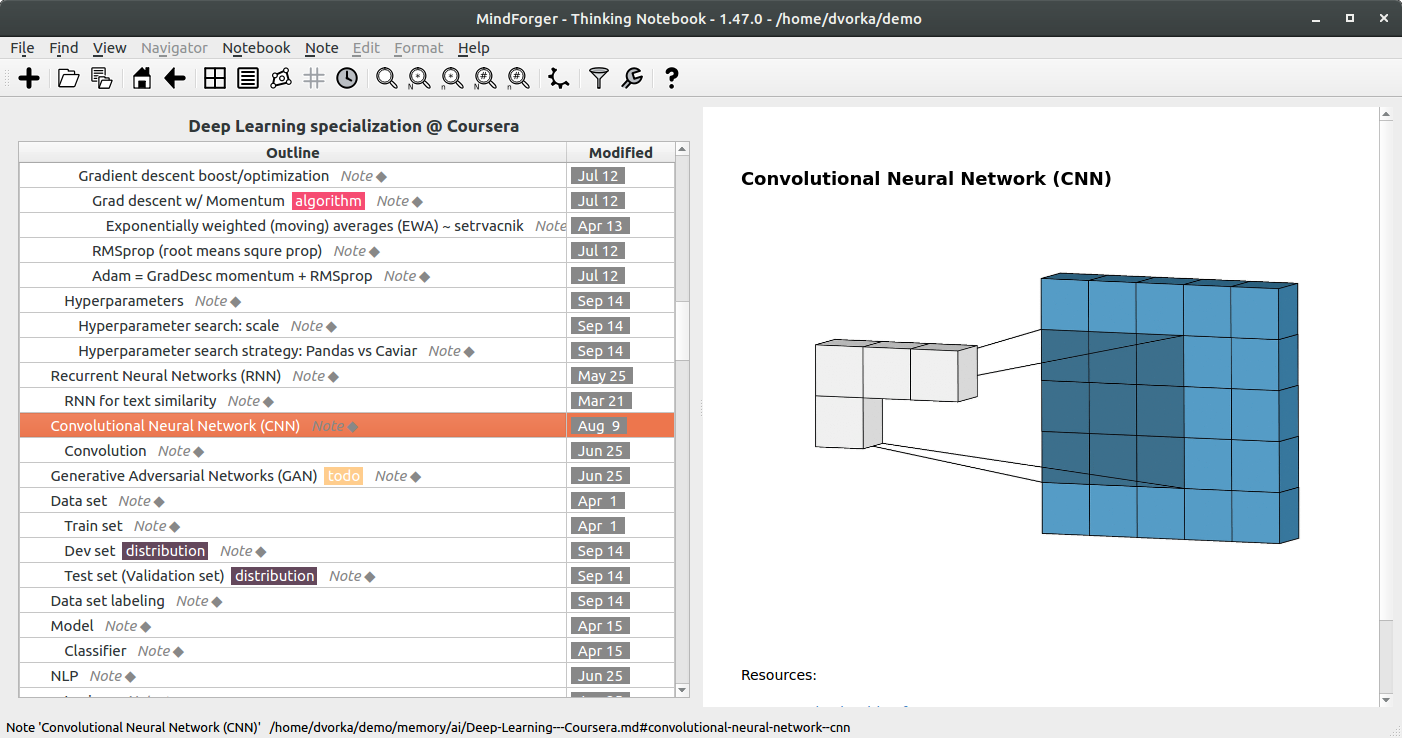 MindForger - Thinking Notebook - 1.47.0 - /home/dvorka/demo
File Find View Navigator Notebook Note Edit Format Help
N n N n
Deep Learning specialization @ Coursera
Outline Modified
Gradient descent boost/optimization Note Jul 12
Grad descent w/ Momentum algorithm Note Jul 12
Exponentially weighted (moving) averages (EWA) ~ setrvacnik Note Apr 13
RMSprop (root means squre prop) Note Jul 12
Adam = GradDesc momentum + RMSprop Note Jul 12
Hyperparameters Note Sep 14
Hyperparameter search: scale Note Sep 14
Hyperparameter search strategy: Pandas vs Caviar Note Sep 14
Recurrent Neural Networks (RNN) Note May 25
RNN for text similarity Note Mar 21
Convolutional Neural Network (CNN) Note Aug 9
Convolution Note Jun 25
Generative Adversarial Networks (GAN) todo Note Jun 25
Data set Note Apr 1
Train set Note Apr 1
Dev set distribution Note Sep 14
Test set (Validation set) distribution Note Sep 14
Data set labeling Note Sep 14
Model Note Apr 15
Classifier Note Apr 15
NLP Note Jun 25
Convolutional Neural Network (CNN)
Resources:
Note 'Convolutional Neural Network (CNN)' /home/dvorka/demo/memory/ai/Deep-Learning---Coursera.md#convolutional-neural-network--cnn